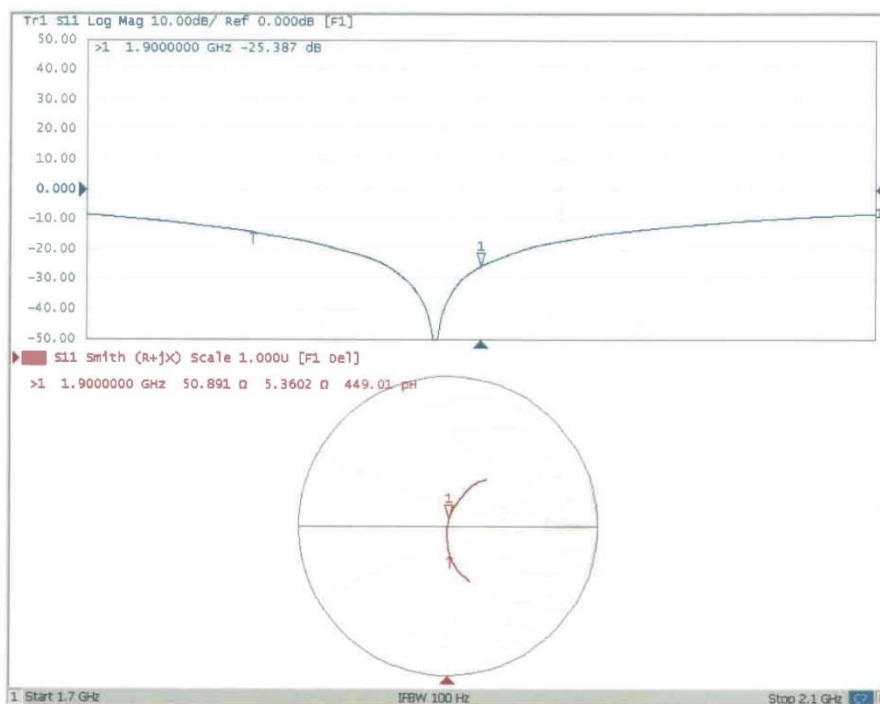 Tr1 S11 Log Mag 10.00dB/ Ref 0.000dB [F1]
50.00
>1 1.9000000 GHz -25.387 dB
40.00
30.00
20.00
10.00
0.000
-10.00
-20.00
1
-30.00
-40.00
-50.00
S11 Smith (R+jX) Scale 1.000U [F1 Del]
>1 1.9000000 GHz 50.891 Ω 5.3602 Ω 449.01 pH
1
1 Start 1.7 GHz IFBW 100 Hz Stop 2.1 GHz C?